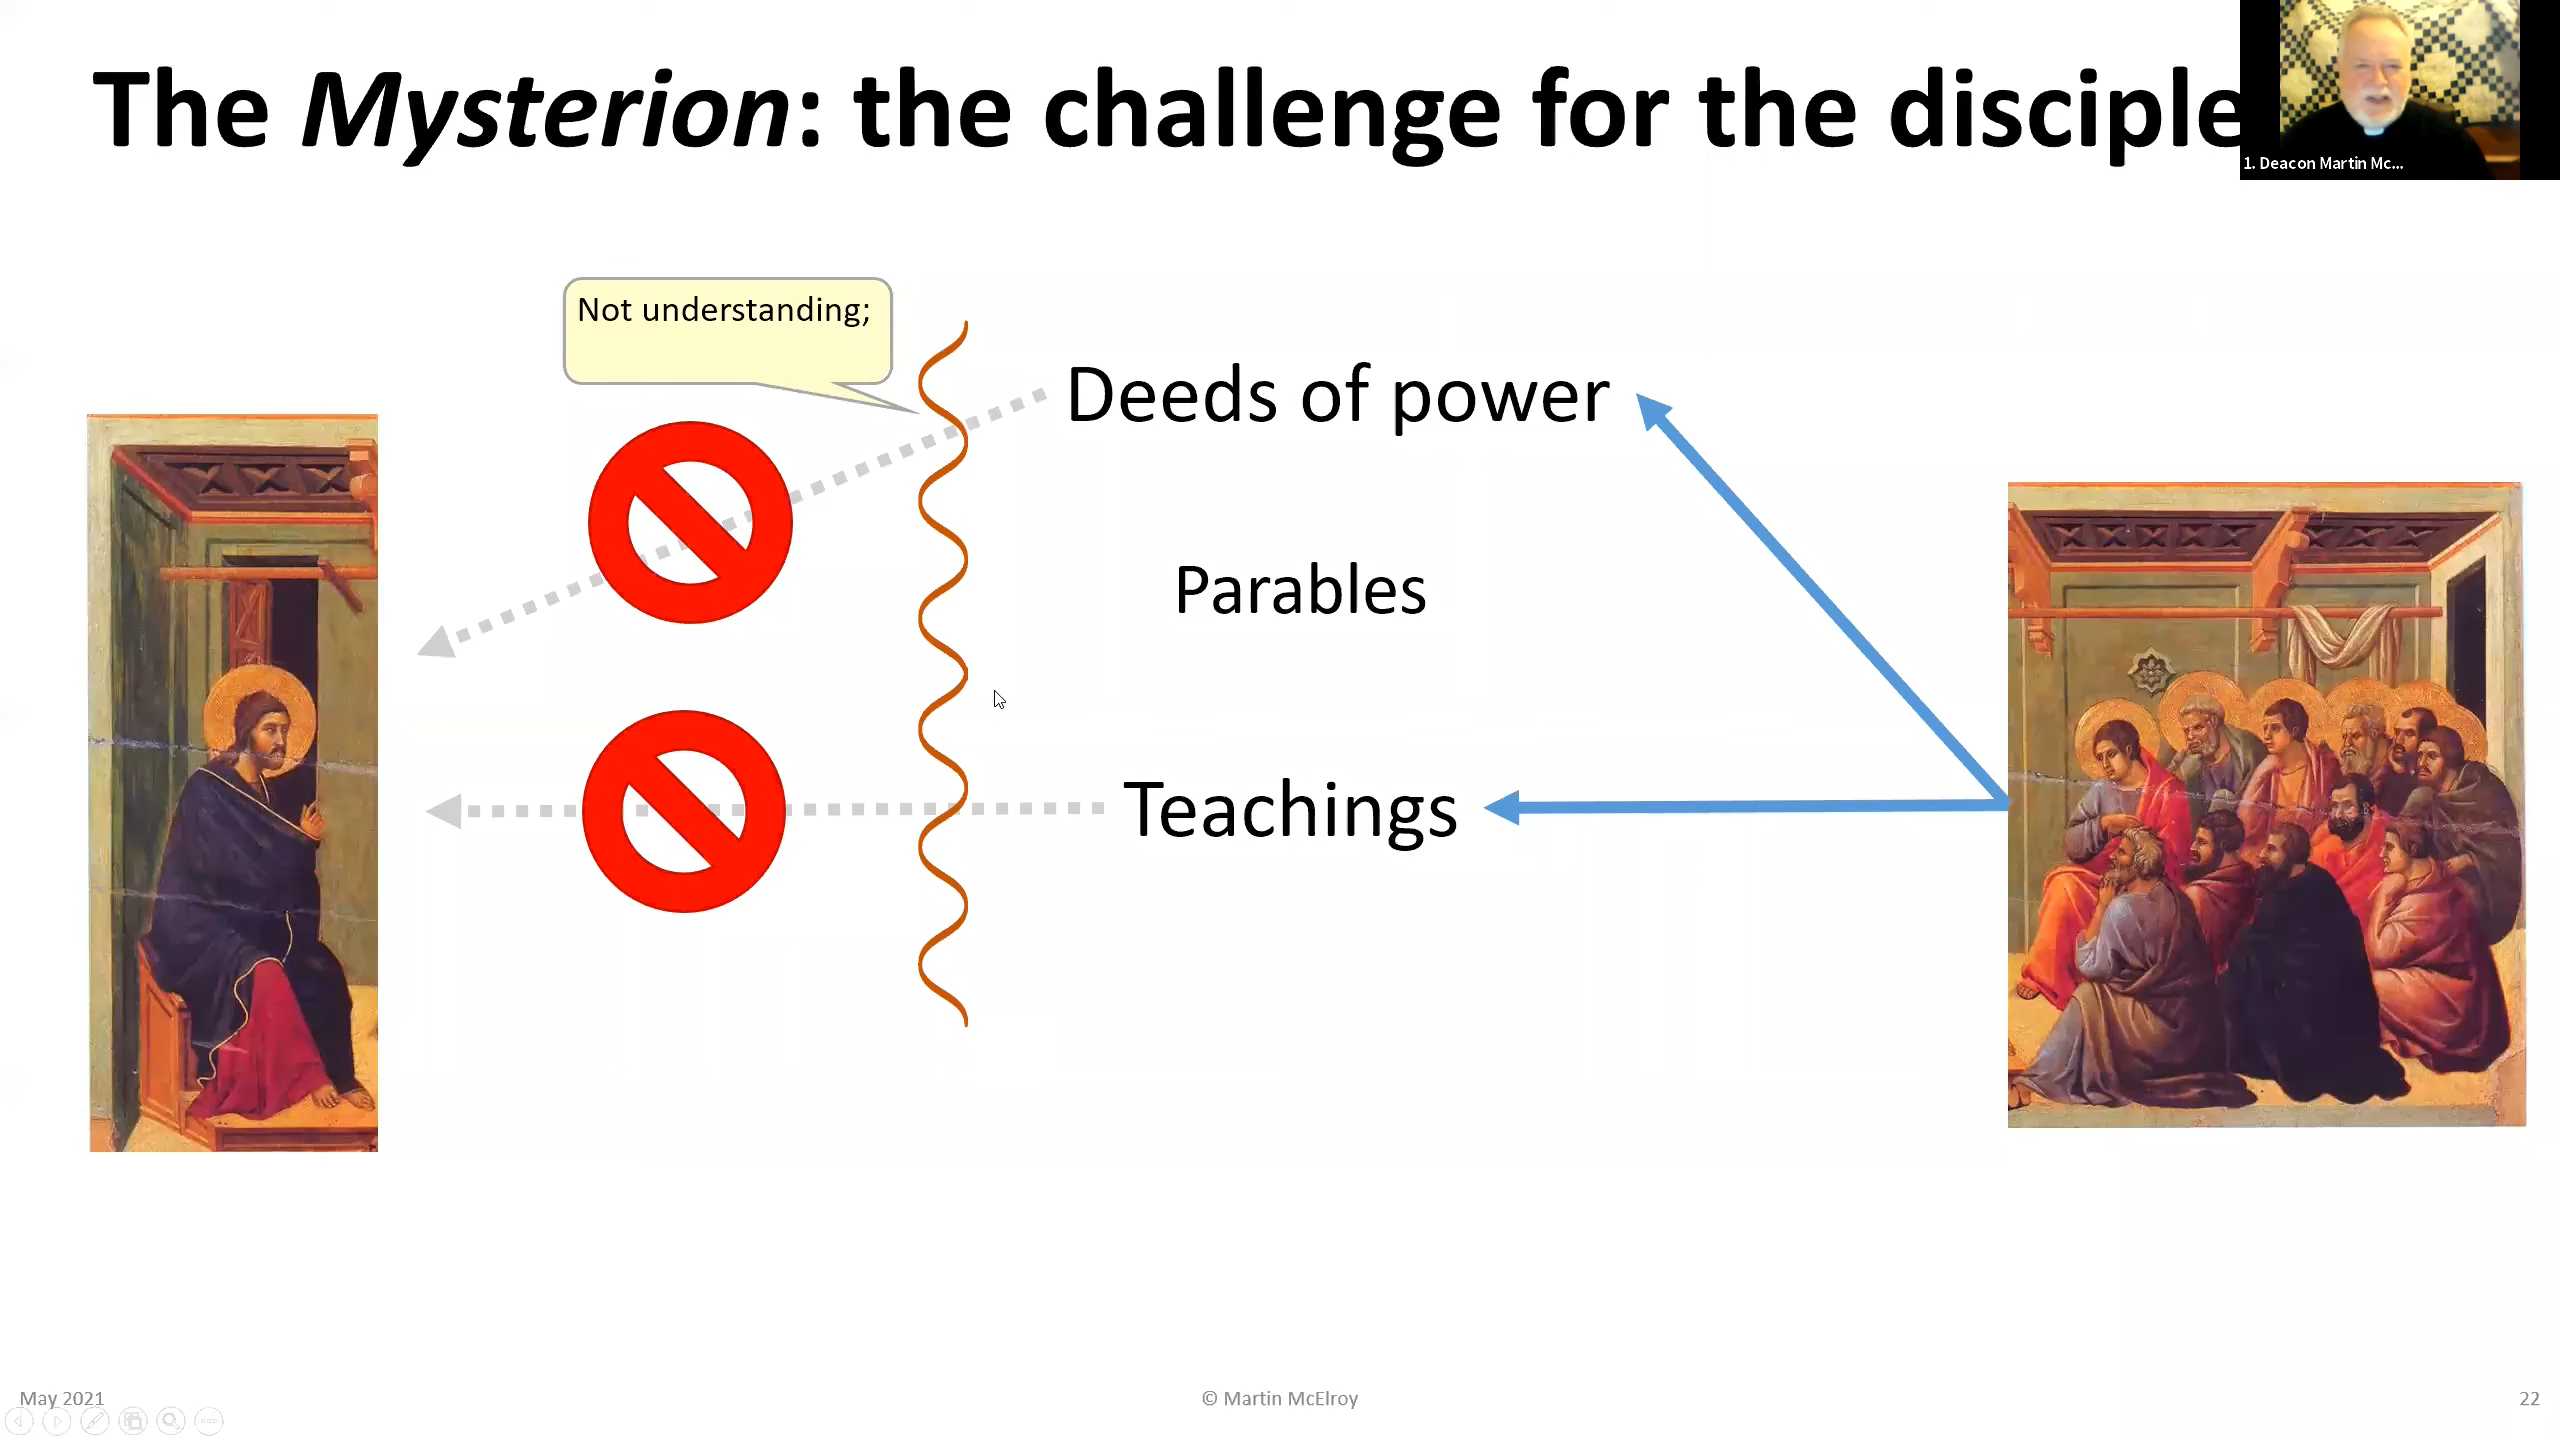 The Mysterion: the challenge for the disciple
1. Deacon Martin Mc...
Not understanding;
Deeds of power
Parables
Teachings
May 2021
© Martin McElroy
22